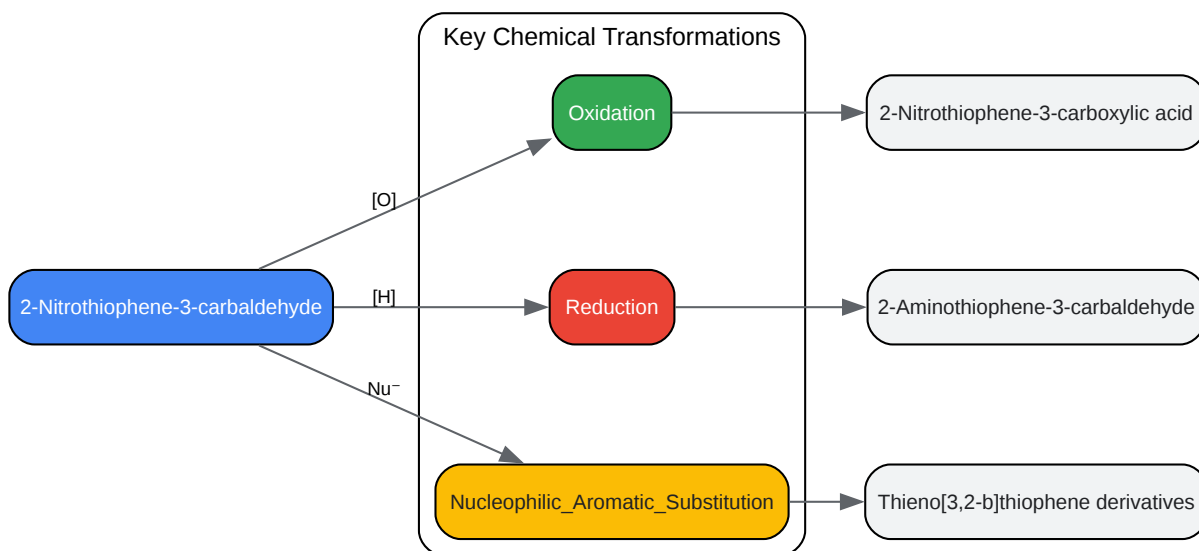 Key Chemical Transformations
Oxidation
2-Nitrothiophene-3-carboxylic acid
[O]
2-Nitrothiophene-3-carbaldehyde
[H]
Reduction
2-Aminothiophene-3-carbaldehyde
Nu⁻
Nucleophilic_Aromatic_Substitution
Thieno[3,2-b]thiophene derivatives